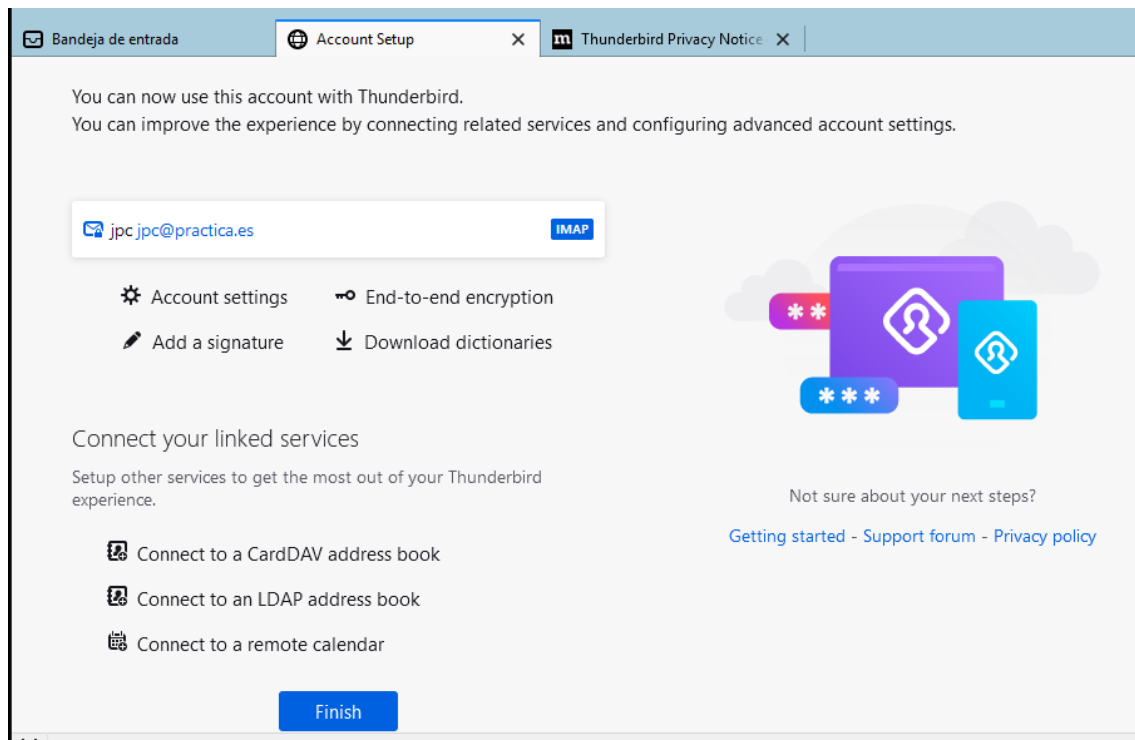 Bandeja de entrada
Account Setup
Thunderbird Privacy Notice
You can now use this account with Thunderbird.
You can improve the experience by connecting related services and configuring advanced account settings.
jpc jpc@practica.es
IMAP
Account settings
End-to-end encryption
Add a signature
Download dictionaries
Connect your linked services
Setup other services to get the most out of your Thunderbird
experience.
Connect to a CardDAV address book
Connect to an LDAP address book
Connect to a remote calendar
Finish
* *
* * *
Not sure about your next steps?
Getting started - Support forum - Privacy policy